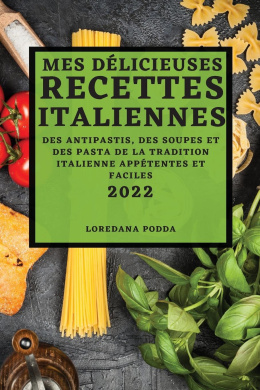 MES DÉLICIEUSES
RECETTES
ITALIENNES
DES ANTIPASTIS, DES SOUPES ET
DES PASTA DE LA TRADITION
ITALIENNE APPÉTENTES ET
FACILES
2022
LOREDANA PODDA